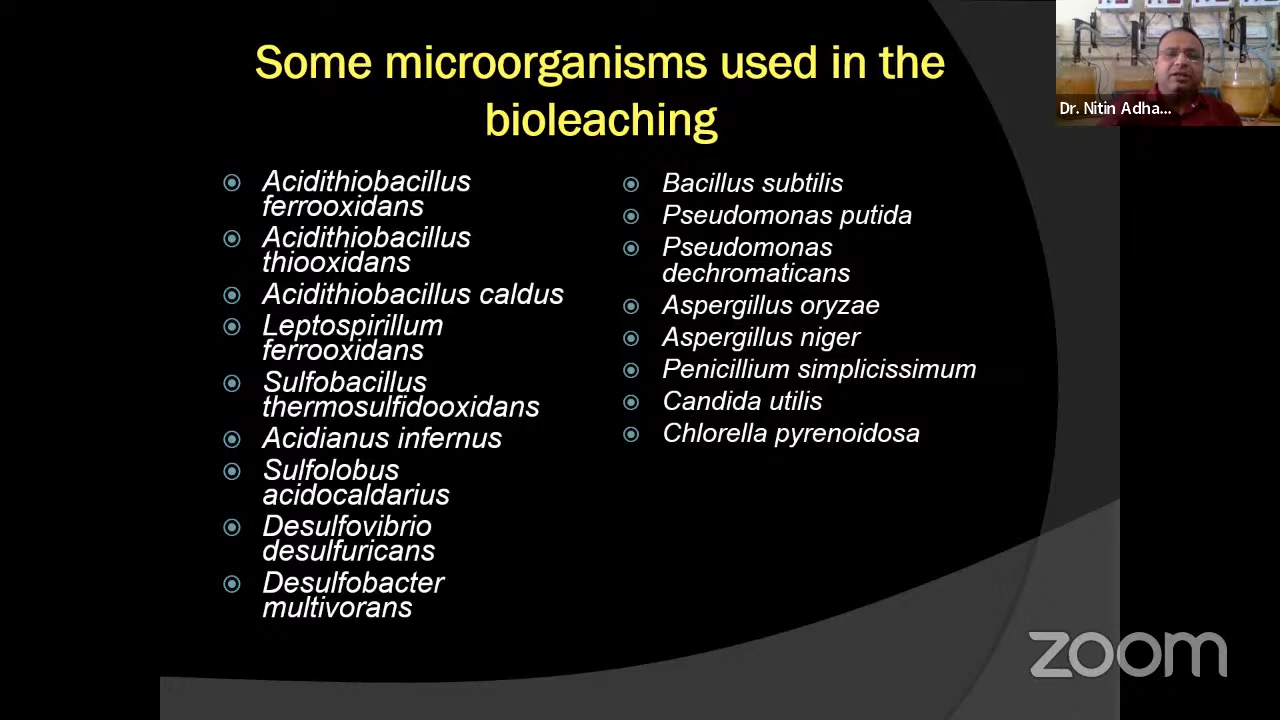 Some microorganisms used in the
bioleaching
Acidithiobacillus
ferrooxidans
Acidithiobacillus
thiooxidans
Acidithiobacillus caldus
Leptospirillum
ferrooxidans
Sulfobacillus
thermosulfidooxidans
Acidianus infernus
Sulfolobus
acidocaldarius
Desulfovibrio
desulfuricans
Desulfobacter
multivorans
Bacillus subtilis
Pseudomonas putida
Pseudomonas
dechromaticans
Aspergillus oryzae
Aspergillus niger
Penicillium simplicissimum
Candida utilis
Chlorella pyrenoidosa
Dr. Nitin Adha...
zoom